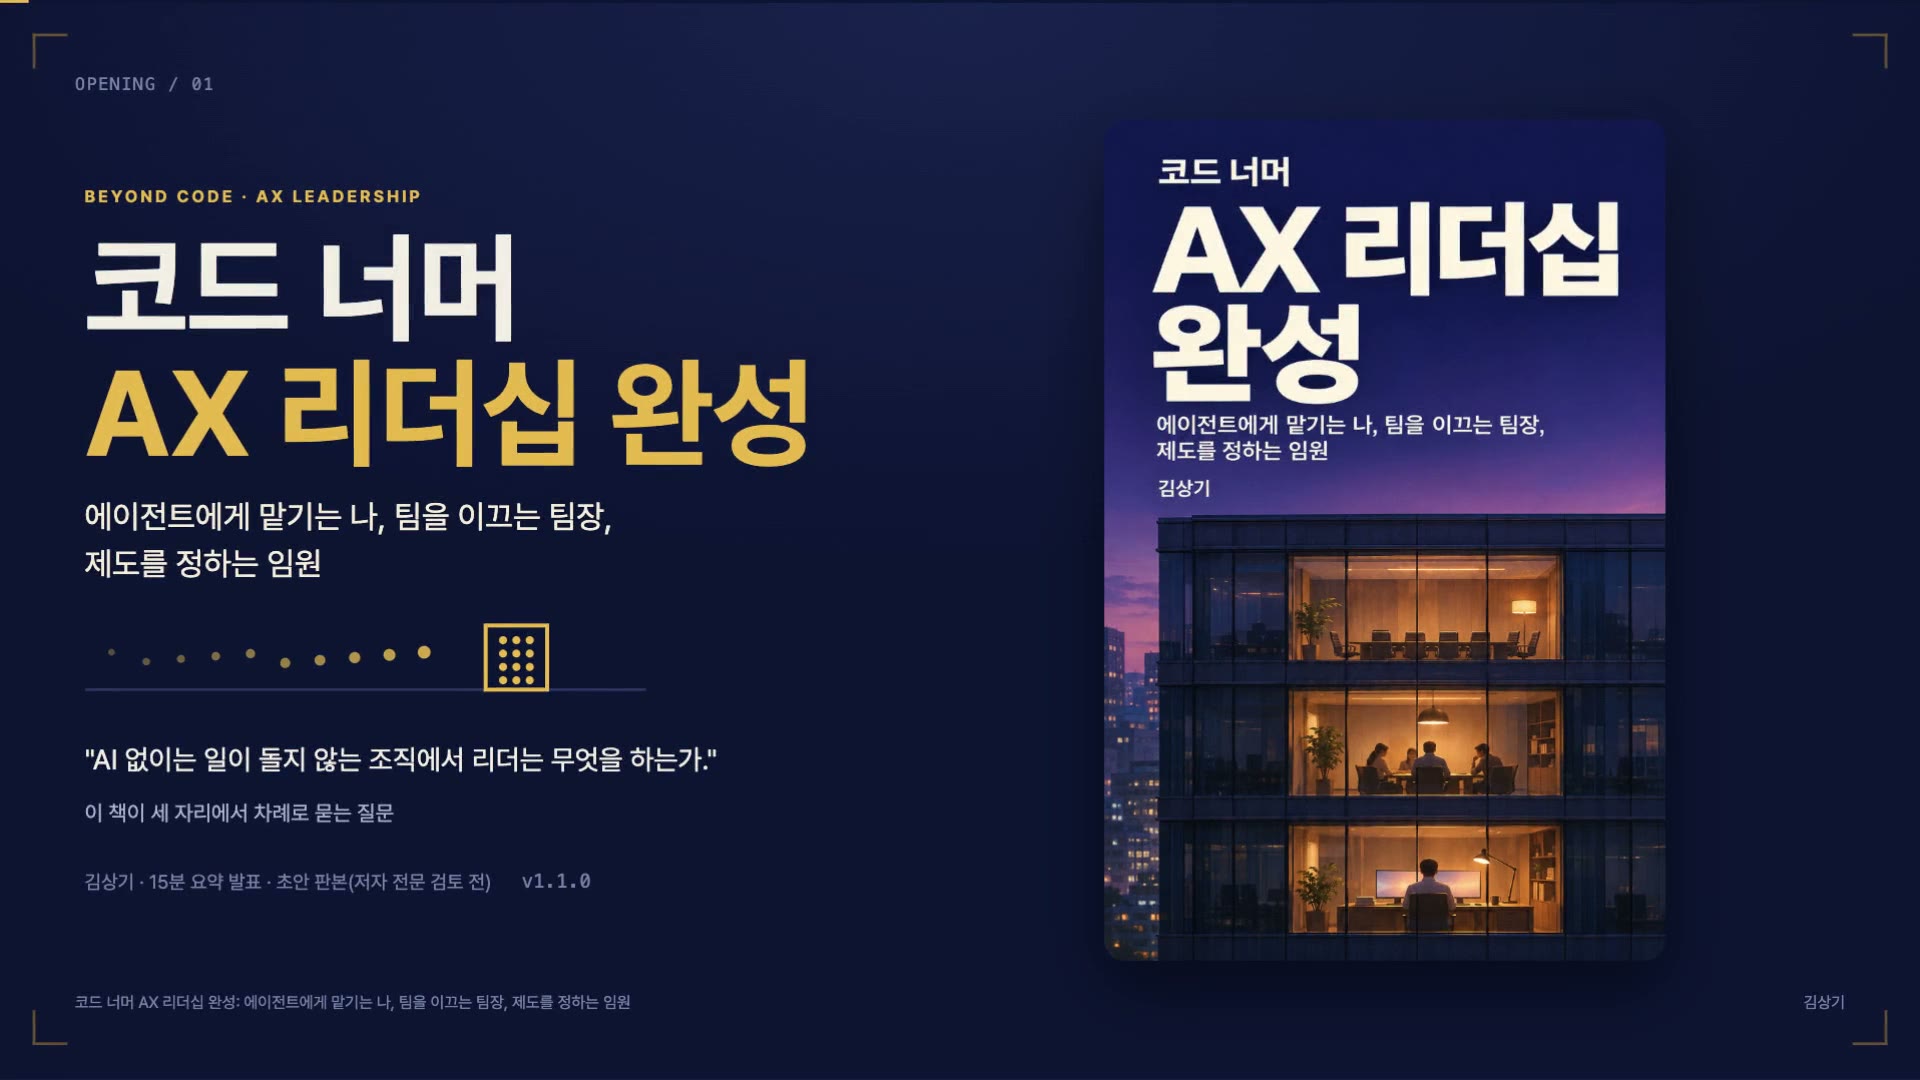 OPENING / 01
BEYOND CODE · AX LEADERSHIP
코드 너머
AX 리더십 완성
에이전트에게 맡기는 나, 팀을 이끄는 팀장,
제도를 정하는 임원
"AI 없이는 일이 돌지 않는 조직에서 리더는 무엇을 하는가."
이 책이 세 자리에서 차례로 묻는 질문
김상기 · 15분 요약 발표 · 초안 판본(저자 전문 검토 전) v1.1.0
코드 너머
AX 리더십
완성
에이전트에게 맡기는 나, 팀을 이끄는 팀장,
제도를 정하는 임원
김상기
코드 너머 AX 리더십 완성: 에이전트에게 맡기는 나, 팀을 이끄는 팀장, 제도를 정하는 임원
김상기